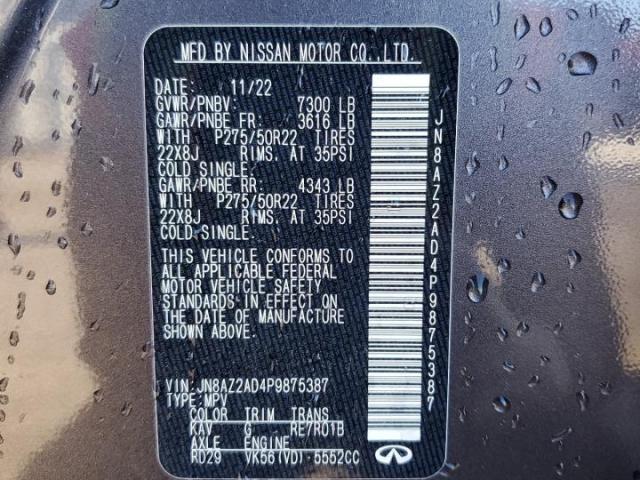 MFD BY NISSAN MOTOR CO.,LTD.
DATE: 11/22
GVWR/PNBV: 7300 LB
GAWR/PNBE FR: 3616 LB
WITH P275/50R22 TIRES
22X8J RIMS. AT 35PSI
COLD SINGLE.
GAWR/PNBE RR: 4343 LB
WITH P275/50R22 TIRES
22X8J RIMS. AT 35PSI
COLD SINGLE.
THIS VEHICLE CONFORMS TO
ALL APPLICABLE FEDERAL
MOTOR VEHICLE SAFETY
STANDARDS IN EFFECT ON
THE DATE OF MANUFACTURE
SHOWN ABOVE.
VIN:JN8AZ2AD4P9875387
TYPE:MPV
COLOR TRIM TRANS
KAV G RE7R01B
AXLE ENGINE
RD29 VK56(VD) 5552CC
JN8AZ2AD4P9875387